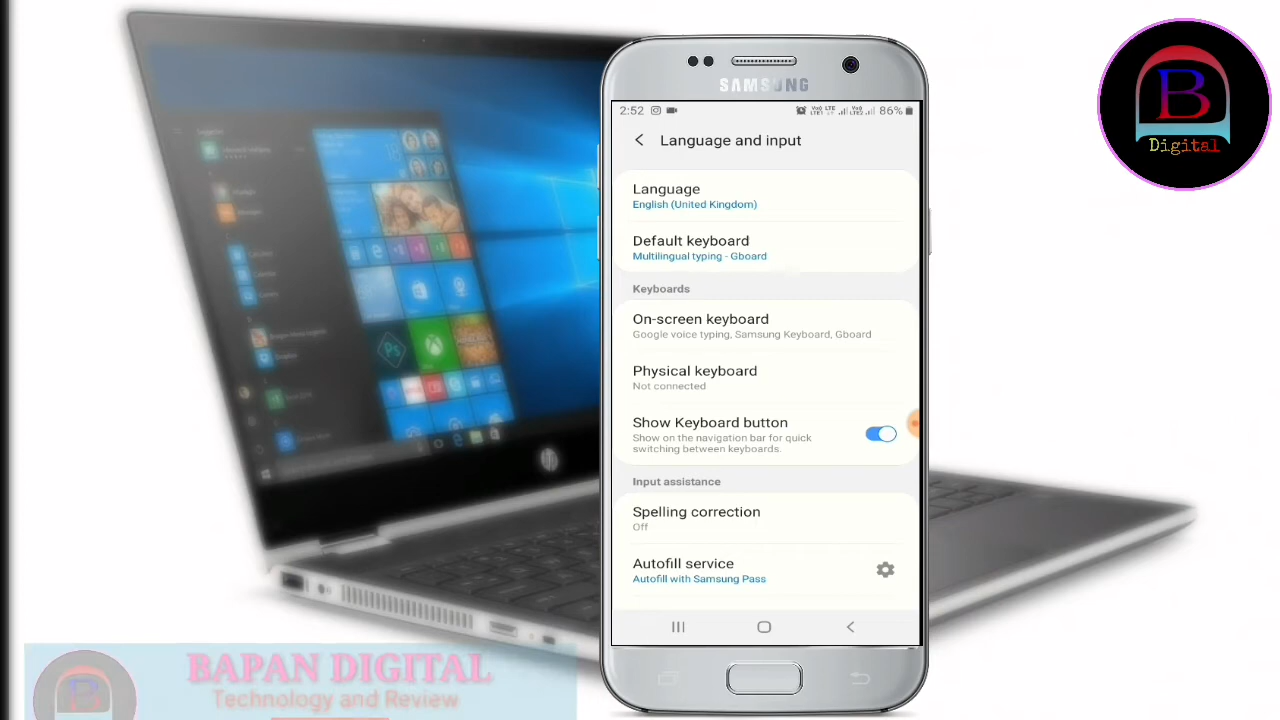 B
Digital
SAMSUNG
2:52
86%
Language and input
Language
English (United Kingdom)
Default keyboard
Multilingual typing - Gboard
Keyboards
On-screen keyboard
Google voice typing, Samsung Keyboard, Gboard
Physical keyboard
Not connected
Show Keyboard button
Show on the navigation bar for quick
switching between keyboards.
Input assistance
Spelling correction
Off
Autofill service
Autofill with Samsung Pass
Ps
hp
BAPAN DIGITAL
Technology and Review